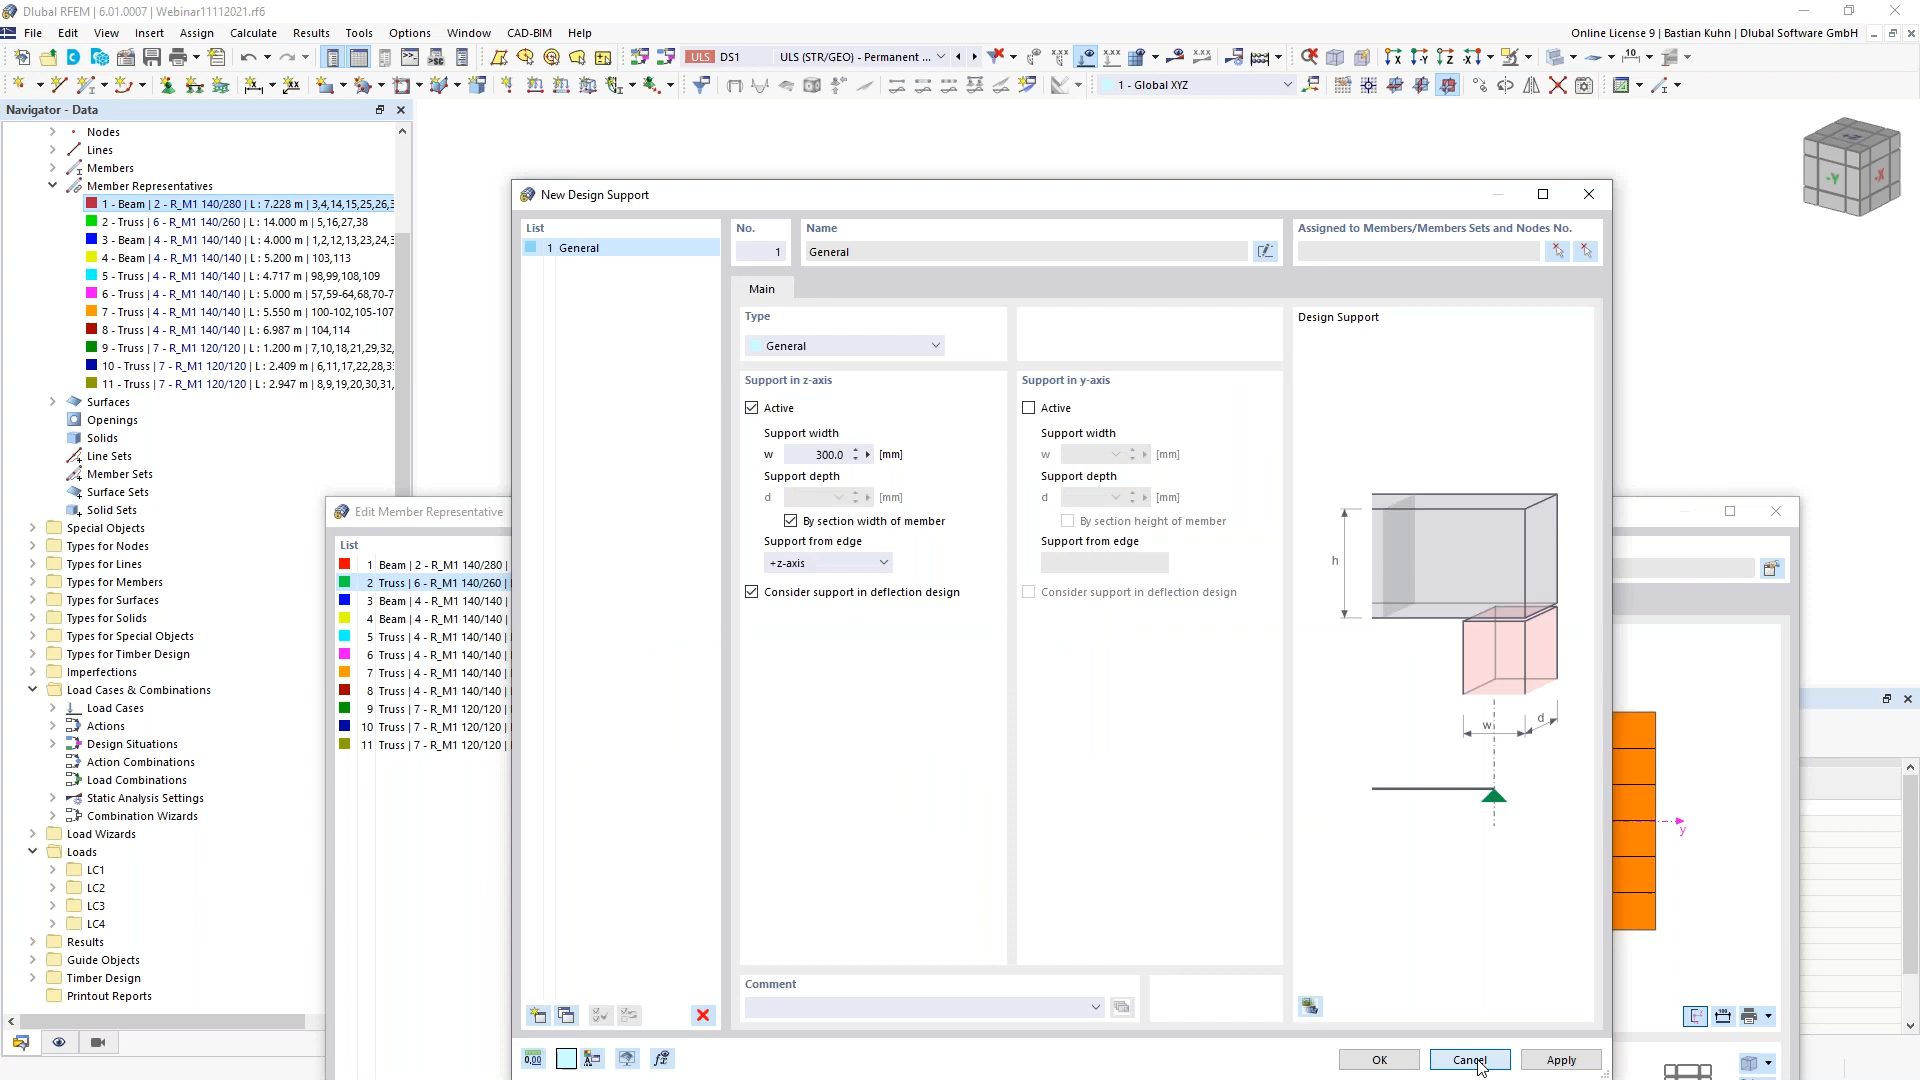 Dlubal RFEM | 6.01.0007 | Webinar11112021.rf6
File Edit View Insert Assign Calculate Results Tools Options Window CAD-BIM Help
Online License 9 | Bastian Kuhn | Dlubal Software GmbH
ULS DS1 ULS (STR/GEO) - Permanent ...
1 - Global XYZ
Navigator - Data
Nodes
Lines
Members
Member Representatives
1 - Beam | 2 - R_M1 140/280 | L : 7.228 m | 3,4,14,15,25,26,3
2 - Truss | 6 - R_M1 140/260 | L : 14.000 m | 5,16,27,38
3 - Beam | 4 - R_M1 140/140 | L : 4.000 m | 1,2,12,13,23,24,3
4 - Beam | 4 - R_M1 140/140 | L : 5.200 m | 103,113
5 - Truss | 4 - R_M1 140/140 | L : 4.717 m | 98,99,108,109
6 - Truss | 4 - R_M1 140/140 | L : 5.000 m | 57,59-64,68,70-7
7 - Truss | 4 - R_M1 140/140 | L : 5.550 m | 100-102,105-107
8 - Truss | 4 - R_M1 140/140 | L : 6.987 m | 104,114
9 - Truss | 7 - R_M1 120/120 | L : 1.200 m | 7,10,18,21,29,32,
10 - Truss | 7 - R_M1 120/120 | L : 2.409 m | 6,11,17,22,28,3
11 - Truss | 7 - R_M1 120/120 | L : 2.947 m | 8,9,19,20,30,31,
Surfaces
Openings
Solids
Line Sets
Member Sets
Surface Sets
Solid Sets
Special Objects
Types for Nodes
Types for Lines
Types for Members
Types for Surfaces
Types for Solids
Types for Special Objects
Types for Timber Design
Imperfections
Load Cases & Combinations
Load Cases
Actions
Design Situations
Action Combinations
Load Combinations
Static Analysis Settings
Combination Wizards
Load Wizards
Loads
LC1
LC2
LC3
LC4
Results
Guide Objects
Timber Design
Printout Reports
Edit Member Representative
List
1 Beam | 2 - R_M1 140/280 |
2 Truss | 6 - R_M1 140/260 |
3 Beam | 4 - R_M1 140/140 |
4 Beam | 4 - R_M1 140/140 |
5 Truss | 4 - R_M1 140/140 |
6 Truss | 4 - R_M1 140/140 |
7 Truss | 4 - R_M1 140/140 |
8 Truss | 4 - R_M1 140/140 |
9 Truss | 7 - R_M1 120/120 |
10 Truss | 7 - R_M1 120/120 |
11 Truss | 7 - R_M1 120/120 |
New Design Support
List
1 General
No.
1
Name
General
Assigned to Members/Members Sets and Nodes No.
Main
Type
General
Support in z-axis
Active
Support width
w 300.0 [mm]
Support depth
d [mm]
By section width of member
Support from edge
+z-axis
Consider support in deflection design
Support in y-axis
Active
Support width
w [mm]
Support depth
d [mm]
By section height of member
Support from edge
Consider support in deflection design
Design Support
h
w
d
Comment
OK Cancel Apply
y
-Y
-X